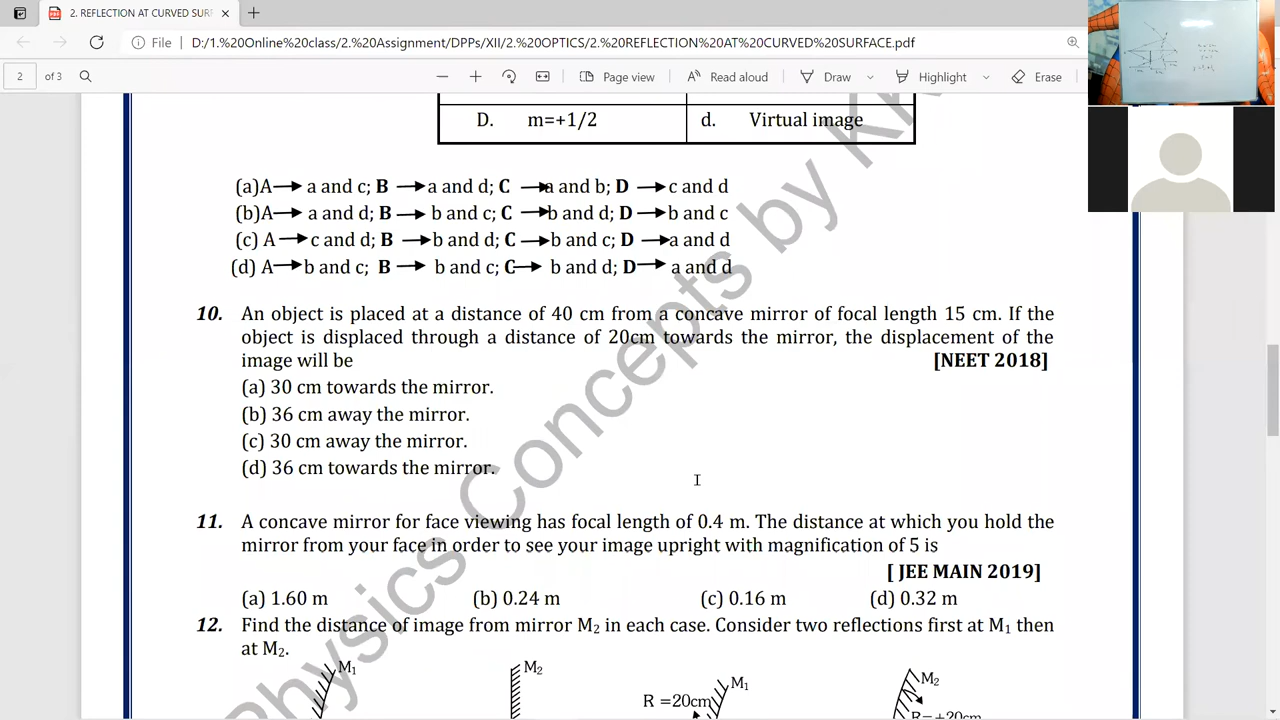 2. REFLECTION AT CURVED SUR
File D:/1.%20Online%20class/2.%20Assignment/DPPs/XII/2.%20OPTICS/2.%20REFLECTION%20AT%20CURVED%20SURFACE.pdf
2 of 3 Page view Read aloud Draw Highlight Erase
D. m=+1/2 d. Virtual image
(a)A→ a and c; B →a and d; C →a and b; D →c and d
(b)A→ a and d; B → b and c; C →b and d; D→b and c
(c) A →c and d; B →b and d; C →b and c; D →a and d
(d) A→b and c; B → b and c; C→ b and d; D→ a and d
10. An object is placed at a distance of 40 cm from a concave mirror of focal length 15 cm. If the
object is displaced through a distance of 20cm towards the mirror, the displacement of the
image will be [NEET 2018]
(a) 30 cm towards the mirror.
(b) 36 cm away the mirror.
(c) 30 cm away the mirror.
(d) 36 cm towards the mirror.
11. A concave mirror for face viewing has focal length of 0.4 m. The distance at which you hold the
mirror from your face in order to see your image upright with magnification of 5 is
[ JEE MAIN 2019]
(a) 1.60 m (b) 0.24 m (c) 0.16 m (d) 0.32 m
12. Find the distance of image from mirror M₂ in each case. Consider two reflections first at M₁ then
at M₂.
M₁ M₂ R =20cm M₁ M₂
R=+20cm
Physics Concepts by